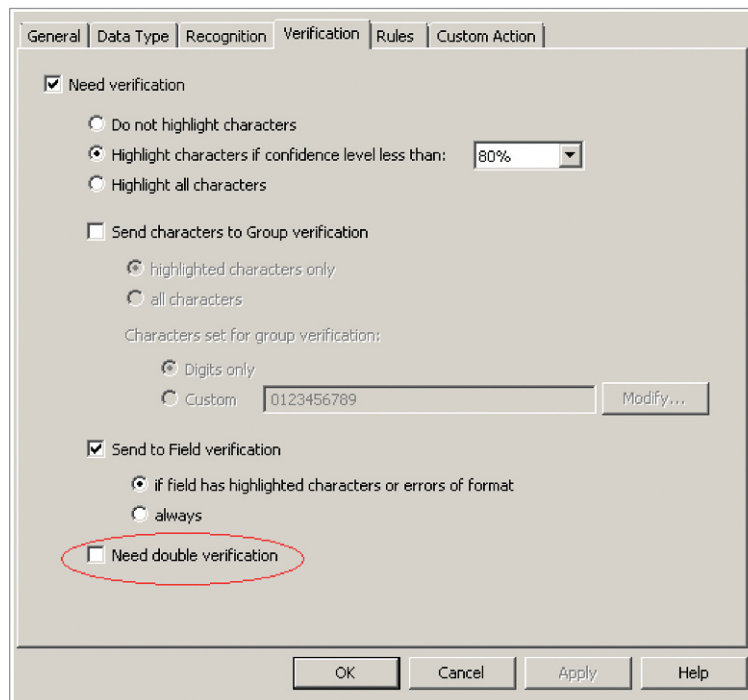 General Data Type Recognition Verification Rules Custom Action
Need verification
Do not highlight characters
Highlight characters if confidence level less than: 80%
Highlight all characters
Send characters to Group verification
highlighted characters only
all characters
Characters set for group verification:
Digits only
Custom 0123456789 Modify...
Send to Field verification
if field has highlighted characters or errors of format
always
Need double verification
OK Cancel Apply Help